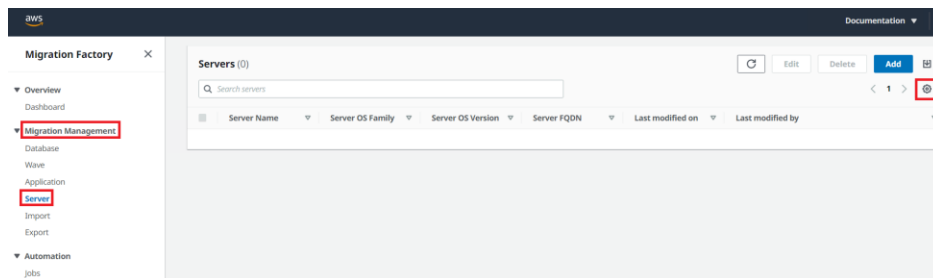 aws
Documentation
Migration Factory
Overview
Dashboard
Migration Management
Database
Wave
Application
Server
Import
Export
Automation
Jobs
Servers (0)
Edit
Delete
Add
Search servers
1
Server Name
Server OS Family
Server OS Version
Server FQDN
Last modified on
Last modified by